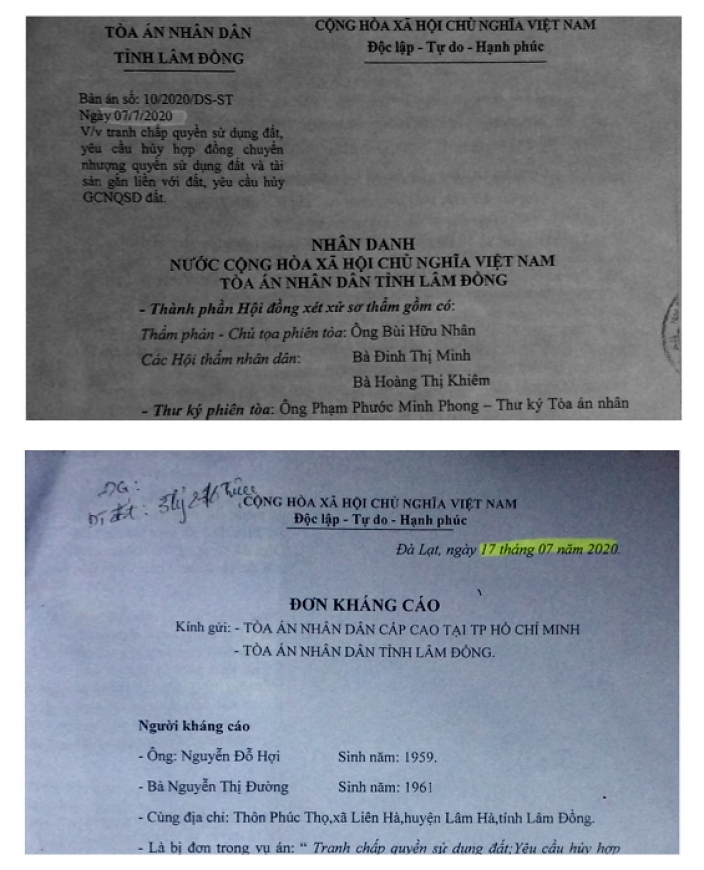 TÒA ÁN NHÂN DÂN
TỈNH LÂM ĐỒNG
CỘNG HÒA XÃ HỘI CHỦ NGHĨA VIỆT NAM
Độc lập - Tự do - Hạnh phúc
Bản án số: 10/2020/DS-ST
Ngày 07/7/2020
V/v tranh chấp quyền sử dụng đất,
yêu cầu hủy hợp đồng chuyển
nhượng quyền sử dụng đất và tài
sản gắn liền với đất, yêu cầu hủy
GCNQSD đất.
NHÂN DANH
NƯỚC CỘNG HÒA XÃ HỘI CHỦ NGHĨA VIỆT NAM
TÒA ÁN NHÂN DÂN TỈNH LÂM ĐỒNG
- Thành phần Hội đồng xét xử sơ thẩm gồm có:
Thẩm phán - Chủ tọa phiên tòa: Ông Bùi Hữu Nhân
Các Hội thẩm nhân dân: Bà Đinh Thị Minh
Bà Hoàng Thị Khiêm
- Thư ký phiên tòa: Ông Phạm Phước Minh Phong – Thư ký Tòa án nhân
ĐG:
Di đất: 3tỷ 276 triệu
CỘNG HÒA XÃ HỘI CHỦ NGHĨA VIỆT NAM
Độc lập - Tự do - Hạnh phúc
Đà Lạt, ngày 17 tháng 07 năm 2020.
ĐƠN KHÁNG CÁO
Kính gửi: - TÒA ÁN NHÂN DÂN CẤP CAO TẠI TP HỒ CHÍ MINH
- TÒA ÁN NHÂN DÂN TỈNH LÂM ĐỒNG.
Người kháng cáo
- Ông: Nguyễn Đỗ Hợi Sinh năm: 1959.
- Bà Nguyễn Thị Đường Sinh năm: 1961
- Cùng địa chỉ: Thôn Phúc Thọ,xã Liên Hà,huyện Lâm Hà,tỉnh Lâm Đồng.
- Là bị đơn trong vụ án: “ Tranh chấp quyền sử dụng đất;Yêu cầu hủy hợp